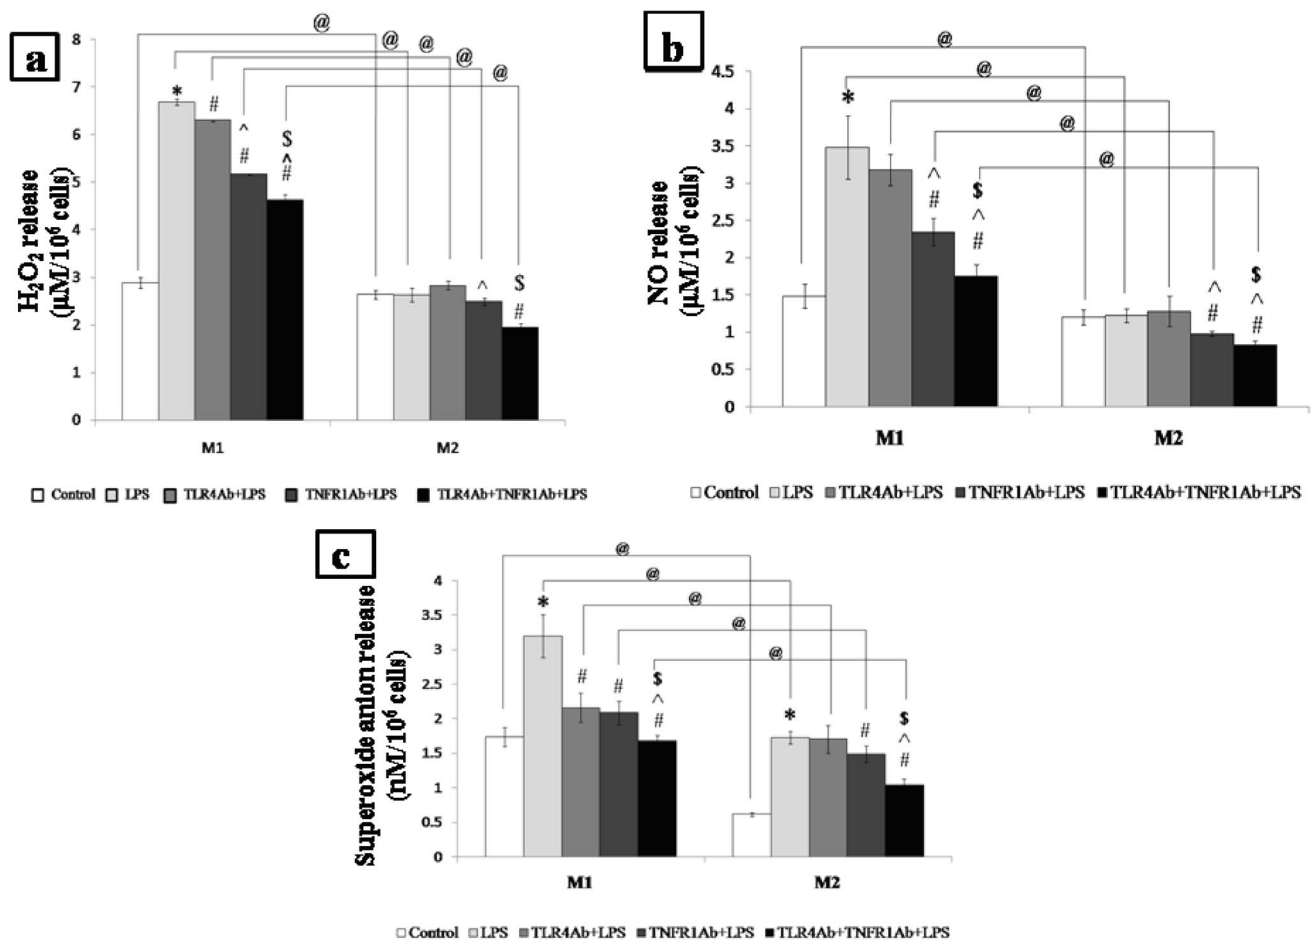 a
@
@
@
@
@
8
7
6
5
4
3
2
1
0
H₂O₂ release
(µM/10⁶ cells)
*
#
^
#
$
^
#
^
$
#
M1
M2
Control
LPS
TLR4Ab+LPS
TNFR1Ab+LPS
TLR4Ab+TNFR1Ab+LPS
b
@
@
@
@
@
4.5
4
3.5
3
2.5
2
1.5
1
0.5
0
NO release
(µM/10⁶ cells)
*
^
#
$
^
#
^
#
$
^
#
M1
M2
Control
LPS
TLR4Ab+LPS
TNFR1Ab+LPS
TLR4Ab+TNFR1Ab+LPS
c
@
@
@
@
@
4
3.5
3
2.5
2
1.5
1
0.5
0
Superoxide anion release
(nM/10⁶ cells)
*
#
#
$
^
#
*
#
$
^
#
M1
M2
Control
LPS
TLR4Ab+LPS
TNFR1Ab+LPS
TLR4Ab+TNFR1Ab+LPS